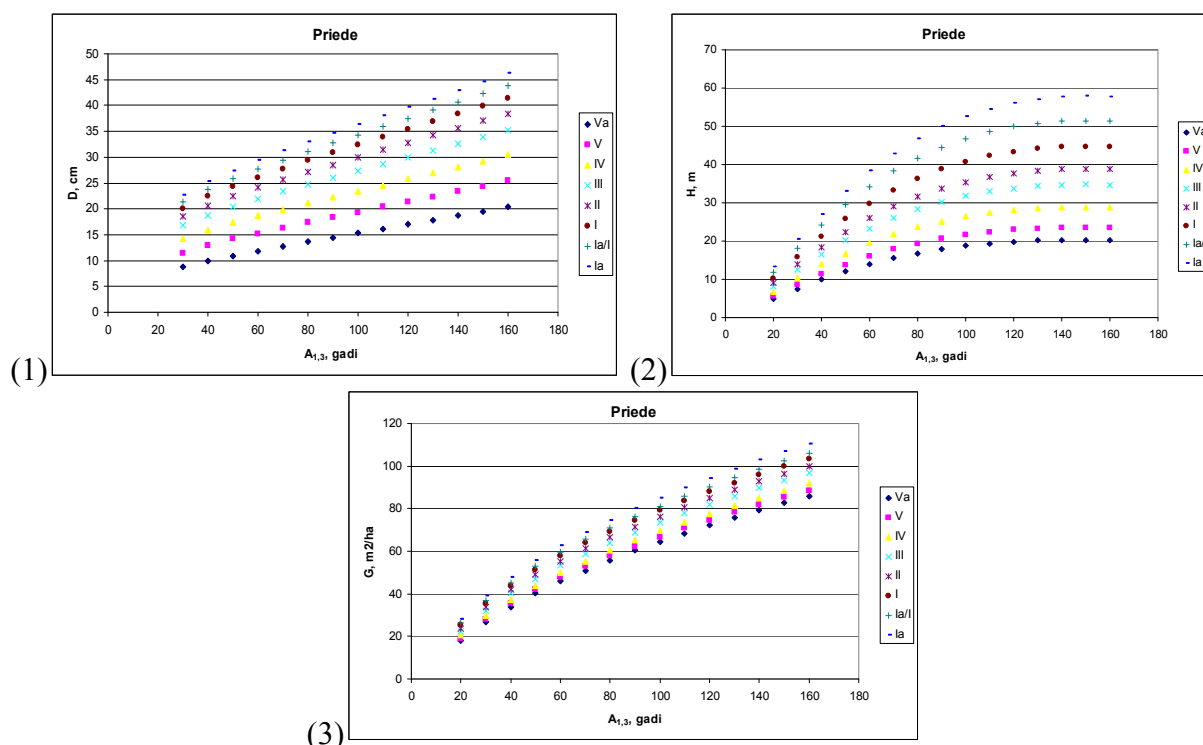 Priede
50
45
40
35
30
25
20
15
10
5
0
D, cm
0 20 40 60 80 100 120 140 160 180
A1,3, gadi
Va
V
IV
III
II
I
Ia/I
Ia
(1)
Priede
70
60
50
40
30
20
10
0
H, m
0 20 40 60 80 100 120 140 160 180
A1,3, gadi
Va
V
IV
III
II
I
Ia/
Ia
(2)
Priede
120
100
80
60
40
20
0
G, m2/ha
0 20 40 60 80 100 120 140 160 180
A1,3, gadi
Va
V
IV
III
II
I
Ia/I
Ia
(3)